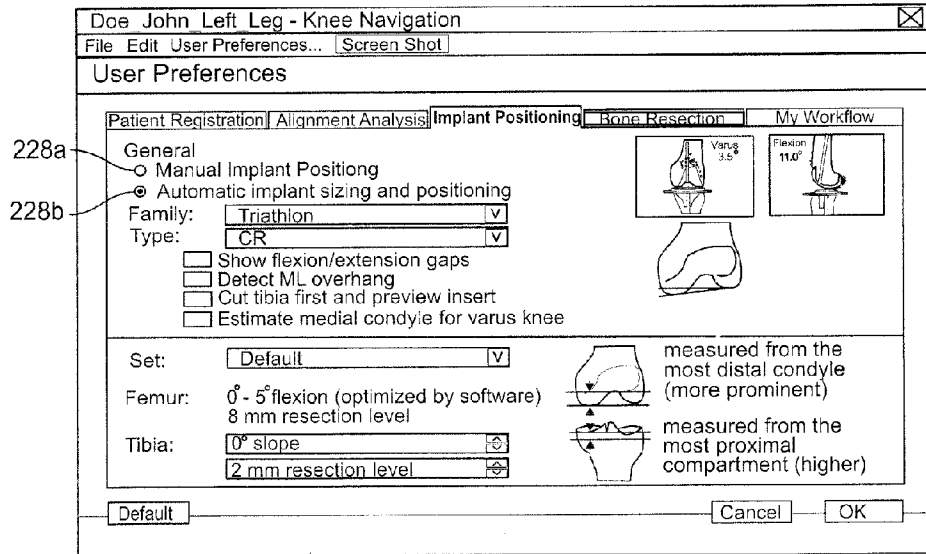 Doe John Left Leg - Knee Navigation
File Edit User Preferences... Screen Shot
User Preferences
Patient Registration Alignment Analysis Implant Positioning Bone Resection My Workflow
228a
228b
General
Manual Implant Positiong
Automatic implant sizing and positioning
Family: Triathlon
Type: CR
Show flexion/extension gaps
Detect ML overhang
Cut tibia first and preview insert
Estimate medial condyle for varus knee
Varus
3.5°
Flexion
11.0°
Set: Default
Femur: 0°- 5°flexion (optimized by software)
8 mm resection level
Tibia: 0° slope
2 mm resection level
measured from the
most distal condyle
(more prominent)
measured from the
most proximal
compartment (higher)
Default Cancel OK